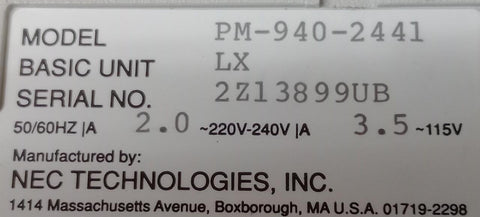 MODEL PM-940-2441
BASIC UNIT LX
SERIAL NO. 2Z13899UB
50/60HZ |A 2.0 ~220V-240V |A 3.5 ~115V
Manufactured by:
NEC TECHNOLOGIES, INC.
1414 Massachusetts Avenue, Boxborough, MA U.S.A. 01719-2298